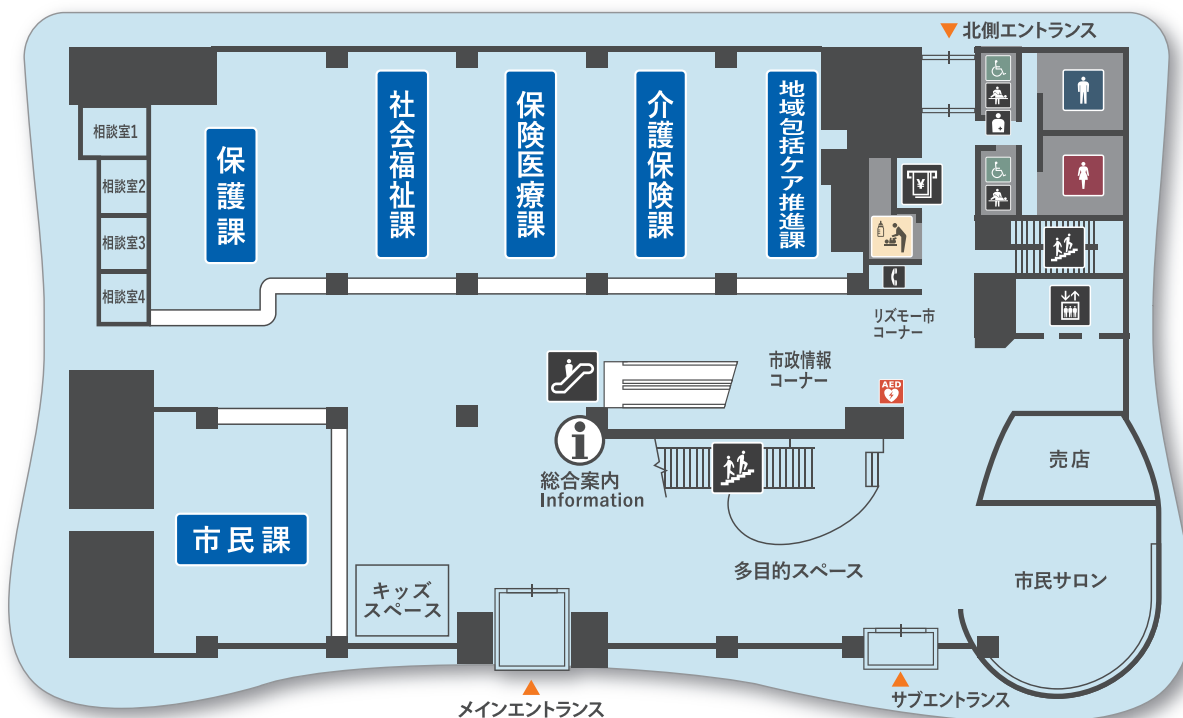 北側エントランス
相談室1
相談室2
相談室3
相談室4
保護課
社会福祉課
保険医療課
介護保険課
地域包括ケア推進課
¥
リズモー市
コーナー
市政情報
コーナー
AED
総合案内
Information
売店
市民課
キッズ
スペース
多目的スペース
市民サロン
メインエントランス
サブエントランス